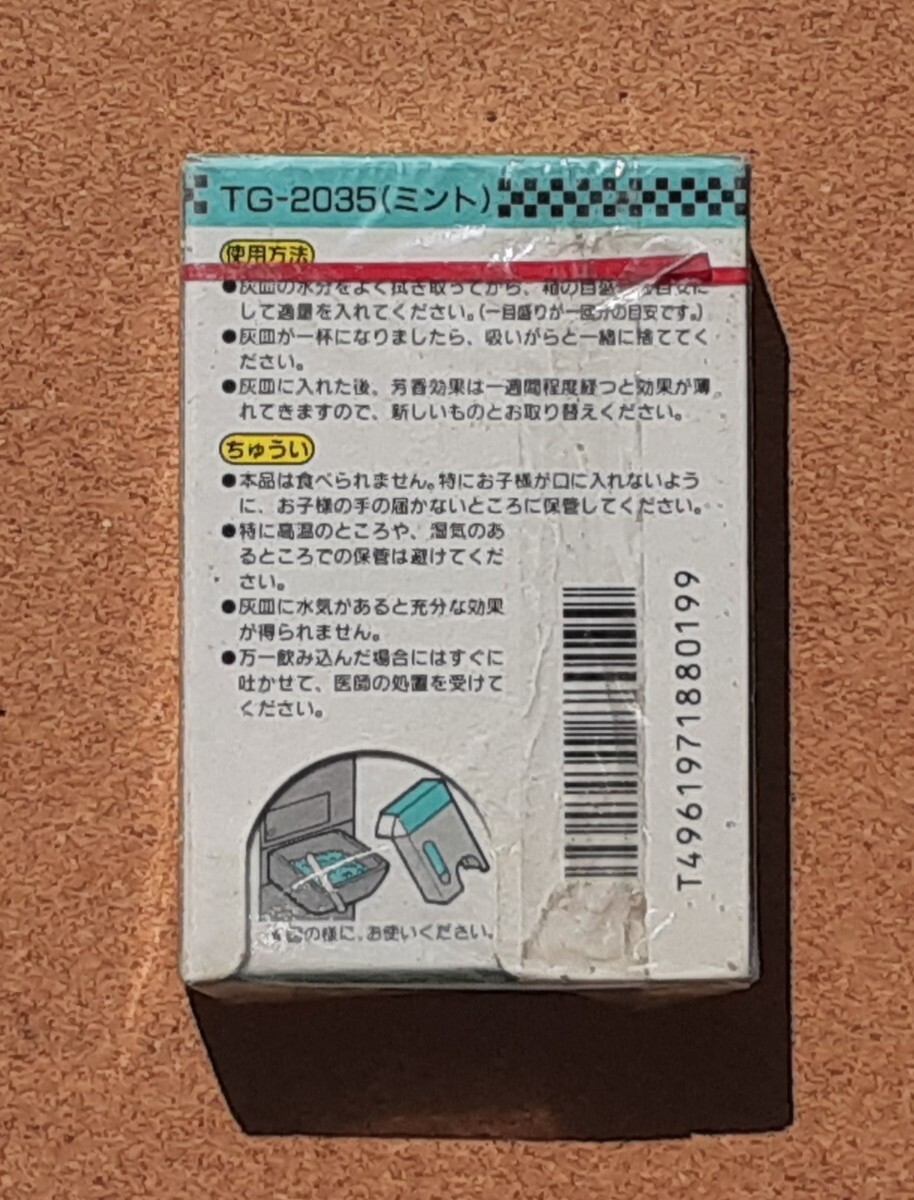 TG-2035(ミント)
使用方法
●灰皿の水分をよく拭き取ってから、箱の目盛
して適量を入れてください。(一目盛りが一回分の目安です。)
●灰皿が一杯になりましたら、吸いがらと一緒に捨ててく
ださい。
●灰皿に入れた後、芳香効果は一週間程度経つと効果が薄
れてきますので、新しいものとお取り替えください。
ちゅうい
●本品は食べられません。特にお子様が口に入れないよう
に、お子様の手の届かないところに保管してください。
●特に高温のところや、湿気のあ
るところでの保管は避けてくだ
さい。
●灰皿に水気があると充分な効果
が得られません。
●万一飲み込んだ場合にはすぐに
吐かせて、医師の処置を受けて
ください。
の様に、お使いください。
T4961971880199